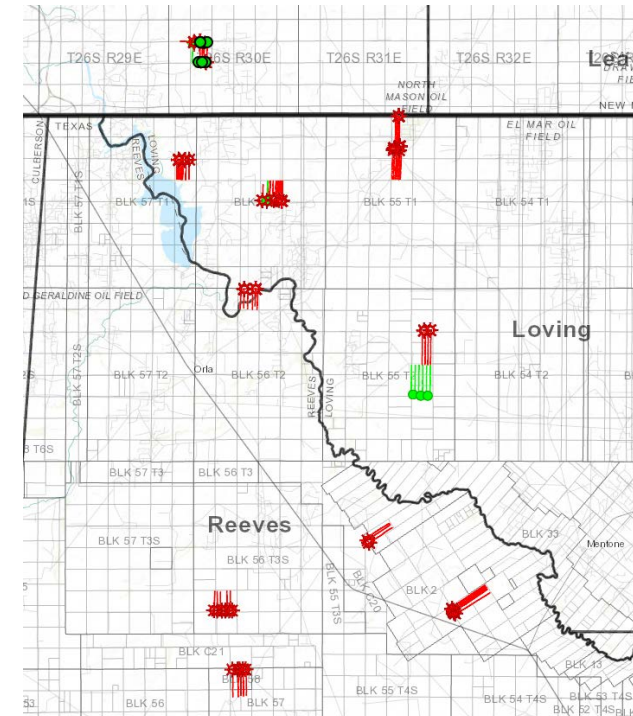 T26S R29E
26S R30E
T26S R31E
T26S R32E
Lea
NORTH
MASON OIL
FIELD
NEW
TEXAS
EL MAR OIL
FIELD
CULBERSON
LOVING
REEVES
BLK 57 T1S
BLK 57 T1
BLK
BLK 55 T1
BLK 54 T1
D GERALDINE OIL FIELD
Loving
BLK 57 T2S
BLK 57 T2
Orla
BLK 56 T2
REEVES
LOVING
BLK 55 T
BLK 54 T2
T6S
BLK 57 T3
BLK 56 T3
Reeves
BLK 57 T3S
BLK 56 T3S
BLK 33
Mentone
BLK 55 T3S
BLK C20
BLK 2
BLK C21
BLK 13
BLK 56
BLK 57
BLK 55 T4S
BLK 54 T4S
BLK 53 T4S
BLK 52 T4S